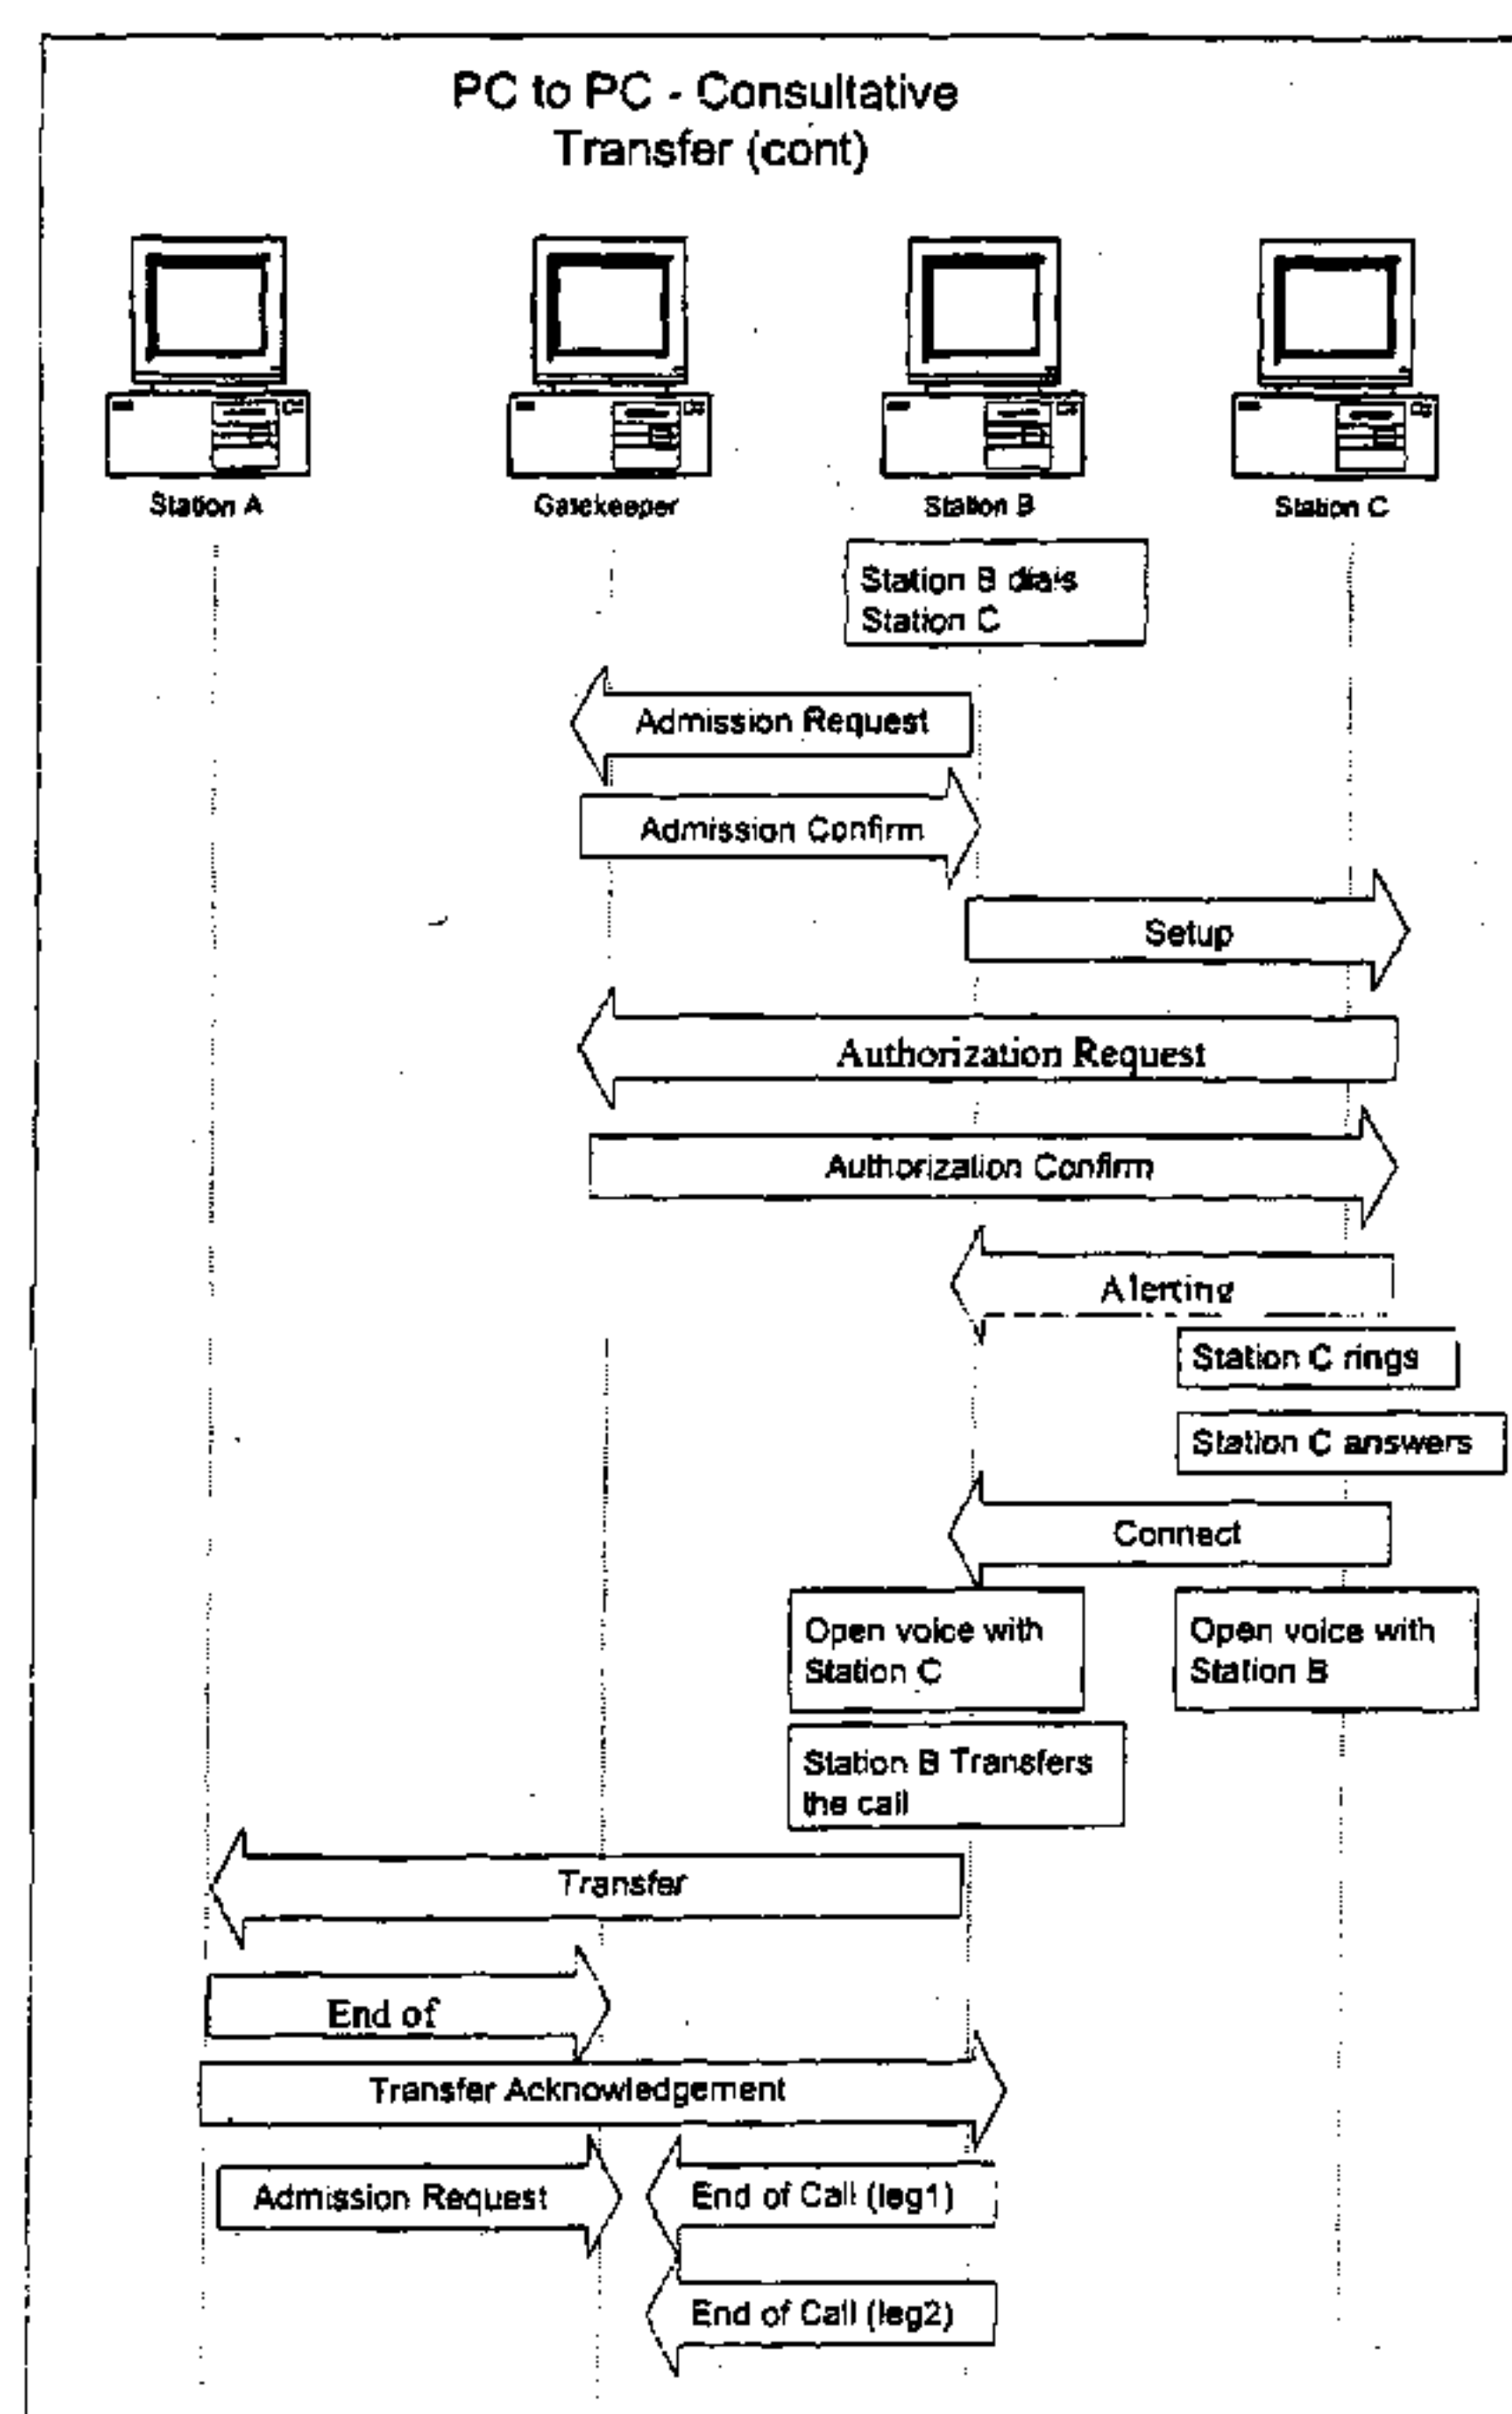 PC to PC - Consultative
Transfer (cont)
Station A
Gatekeeper
Station B
Station C
Station B dials
Station C
Admission Request
Admission Confirm
Setup
Authorization Request
Authorization Confirm
Alerting
Station C rings
Station C answers
Connect
Open voice with
Station C
Open voice with
Station B
Station B Transfers
the call
Transfer
End of
Transfer Acknowledgement
Admission Request
End of Call (leg1)
End of Call (leg2)